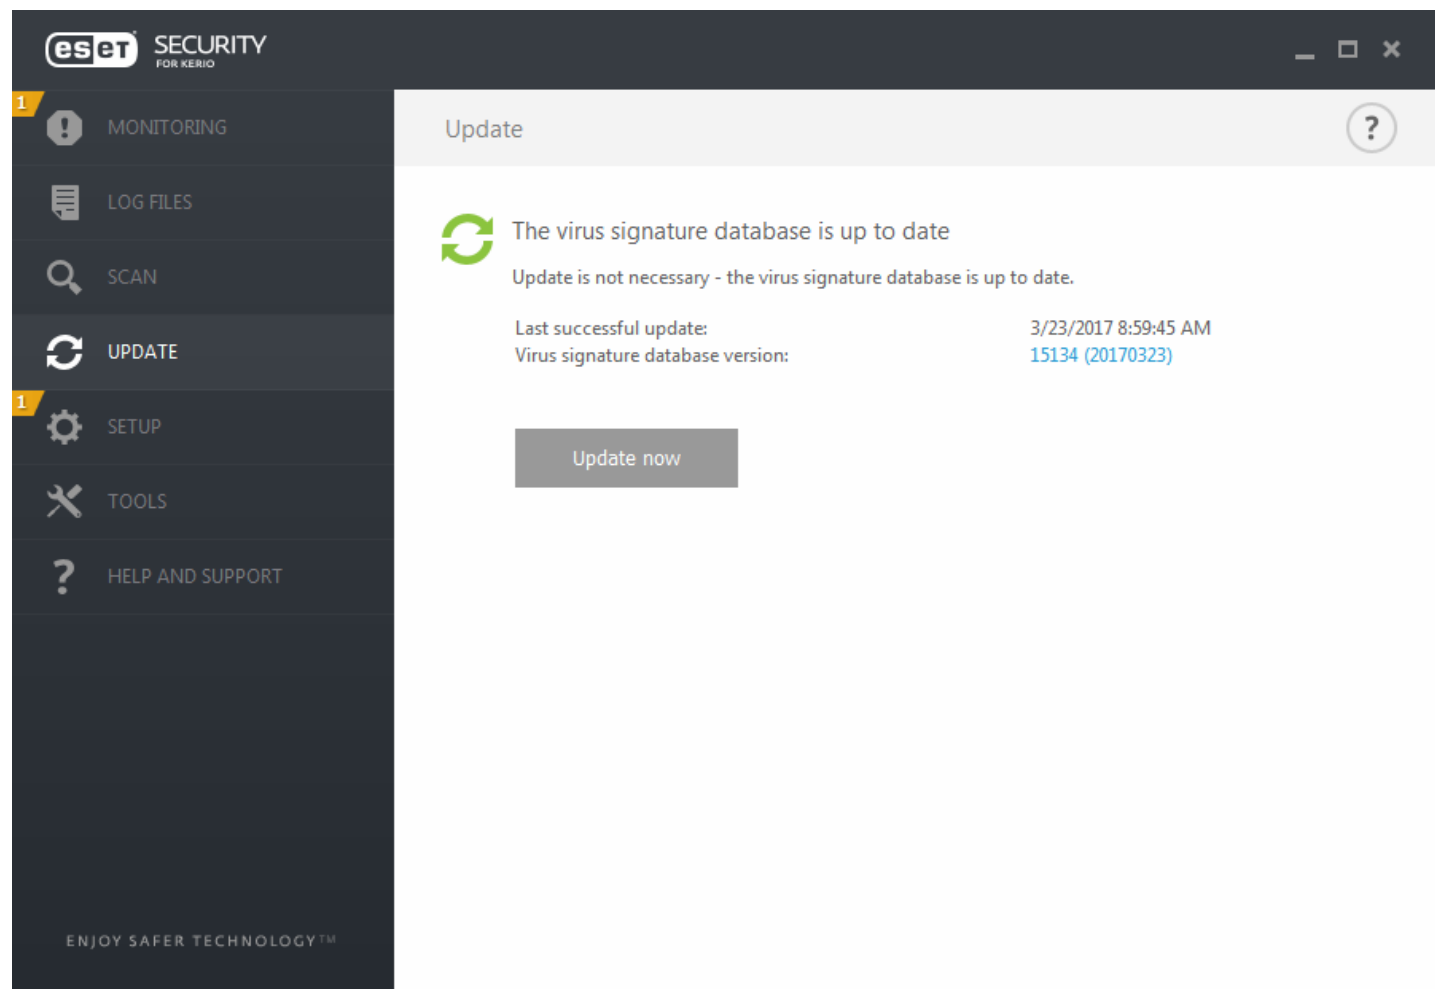 eset SECURITY
FOR KERIO
1
MONITORING
LOG FILES
SCAN
UPDATE
1
SETUP
TOOLS
HELP AND SUPPORT
ENJOY SAFER TECHNOLOGY™
Update
?
The virus signature database is up to date
Update is not necessary - the virus signature database is up to date.
Last successful update: 3/23/2017 8:59:45 AM
Virus signature database version: 15134 (20170323)
Update now